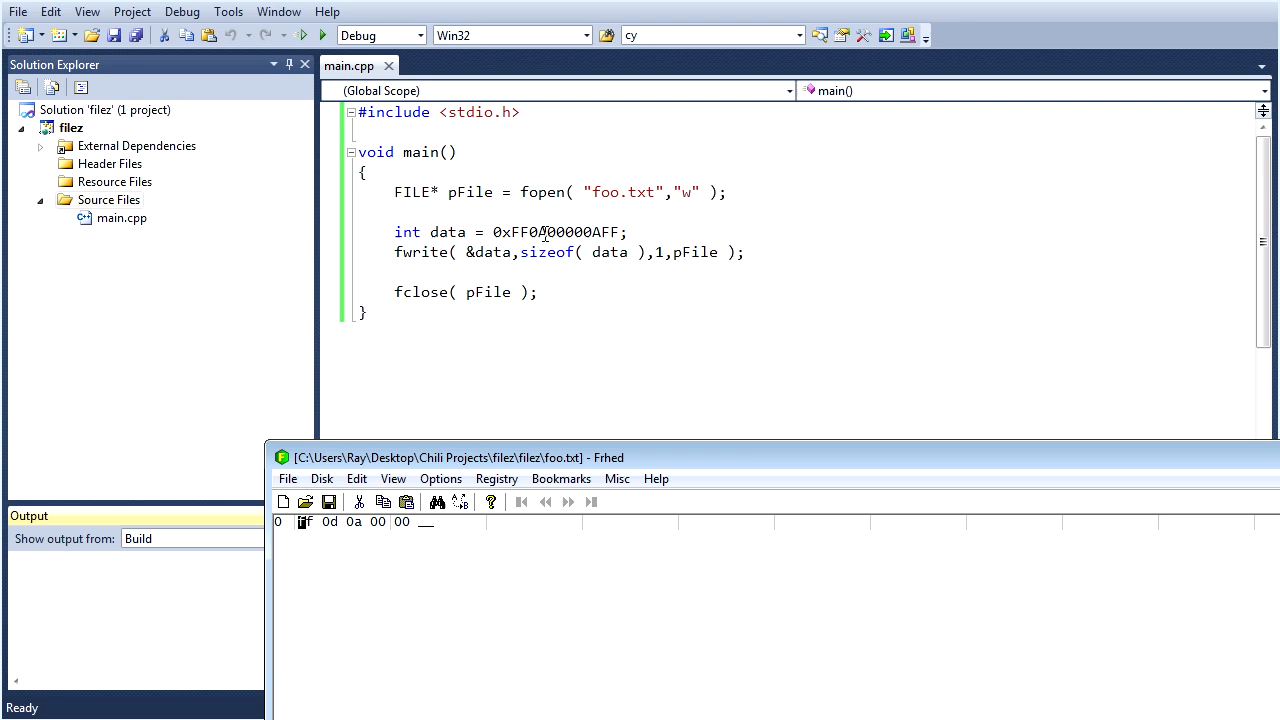 File Edit View Project Debug Tools Window Help
Debug Win32 cy
Solution Explorer
main.cpp
(Global Scope) main()
Solution 'filez' (1 project)
filez
External Dependencies
Header Files
Resource Files
Source Files
main.cpp
#include <stdio.h>
void main()
{
FILE* pFile = fopen( "foo.txt","w" );
int data = 0xFF0A00000AFF;
fwrite( &data,sizeof( data ),1,pFile );
fclose( pFile );
}
Output
Show output from: Build
Ready
[C:\Users\Ray\Desktop\Chili Projects\filez\filez\foo.txt] - Frhed
File Disk Edit View Options Registry Bookmarks Misc Help
0 ff 0d 0a 00 00 __